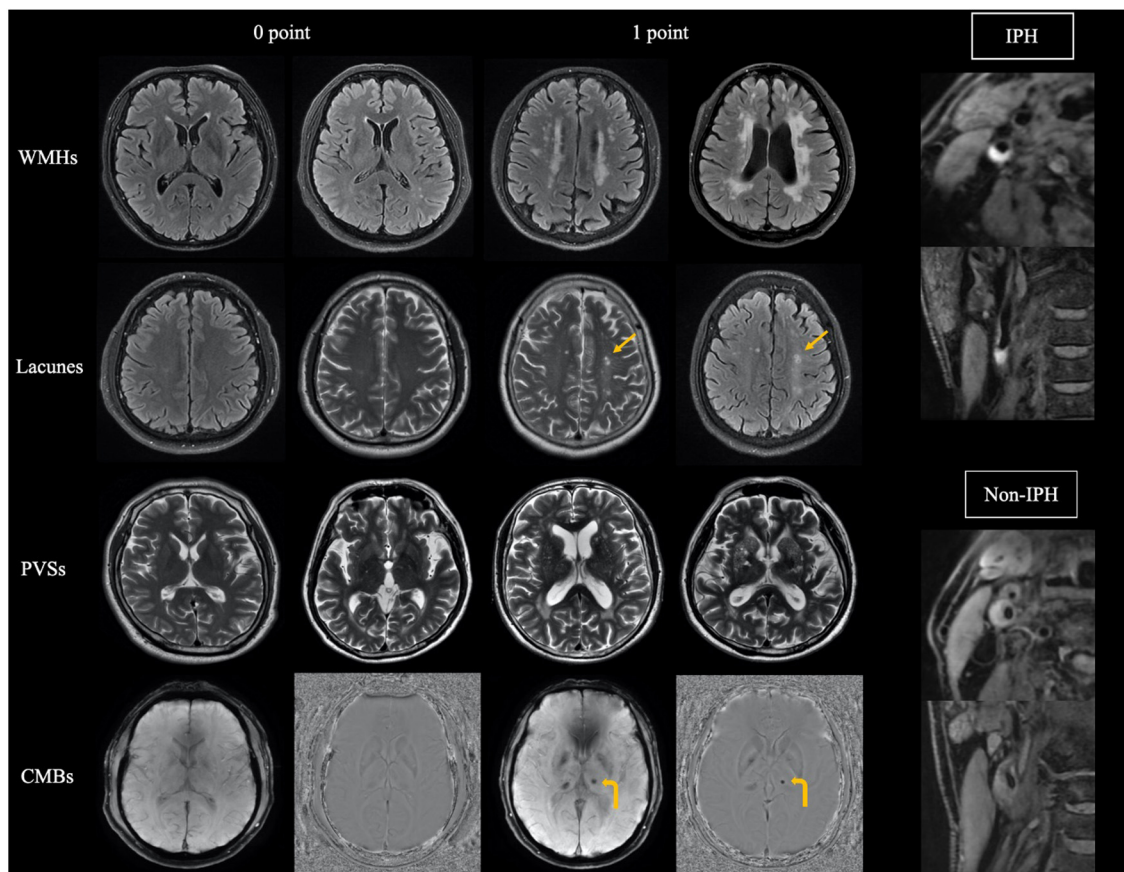 0 point
1 point
IPH
WMHs
Lacunes
PVSs
Non-IPH
CMBs